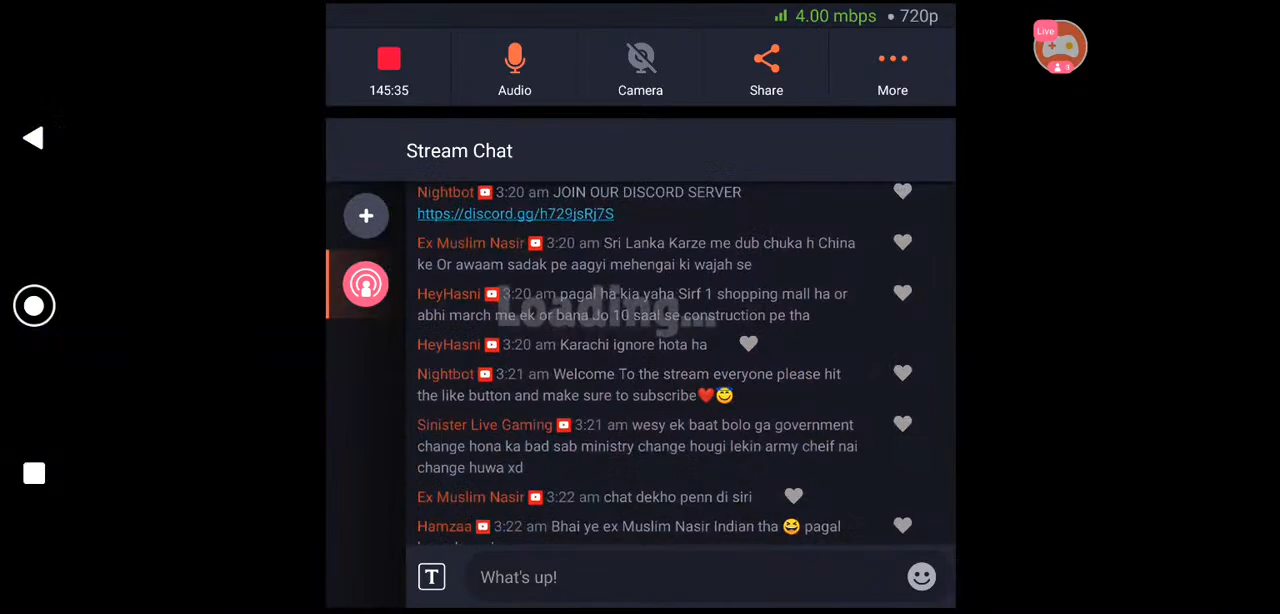 4.00 mbps • 720p
Live
3
145:35
Audio
Camera
Share
More
Stream Chat
Nightbot 3:20 am JOIN OUR DISCORD SERVER
https://discord.gg/h729jsRj7S
Ex Muslim Nasir 3:20 am Sri Lanka Karze me dub chuka h China
ke Or awaam sadak pe aagyi mehengai ki wajah se
HeyHasni 3:20 am pagal ha kia yaha Sirf 1 shopping mall ha or
Loading...
abhi march me ek or bana Jo 10 saal se construction pe tha
HeyHasni 3:20 am Karachi ignore hota ha
Nightbot 3:21 am Welcome To the stream everyone please hit
the like button and make sure to subscribe❤️😇
Sinister Live Gaming 3:21 am wesy ek baat bolo ga government
change hona ka bad sab ministry change hougi lekin army cheif nai
change huwa xd
Ex Muslim Nasir 3:22 am chat dekho penn di siri
Hamzaa 3:22 am Bhai ye ex Muslim Nasir Indian tha 😆 pagal
T
What's up!